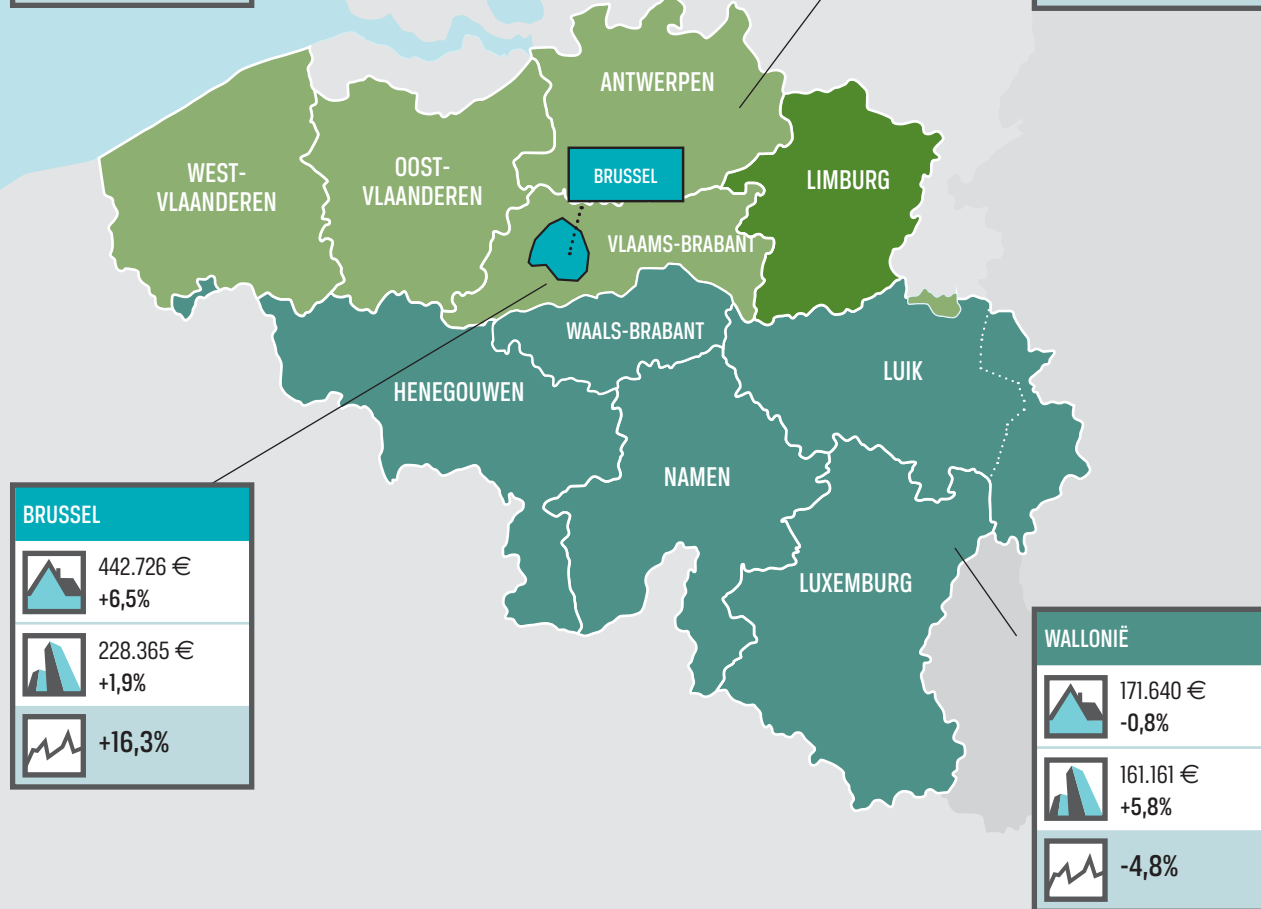 ANTWERPEN
WEST-
VLAANDEREN
OOST-
VLAANDEREN
BRUSSEL
LIMBURG
VLAAMS-BRABANT
WAALS-BRABANT
LUIK
HENEGOUWEN
NAMEN
LUXEMBURG
BRUSSEL
442.726 €
+6,5%
228.365 €
+1,9%
+16,3%
WALLONIË
171.640 €
-0,8%
161.161 €
+5,8%
-4,8%